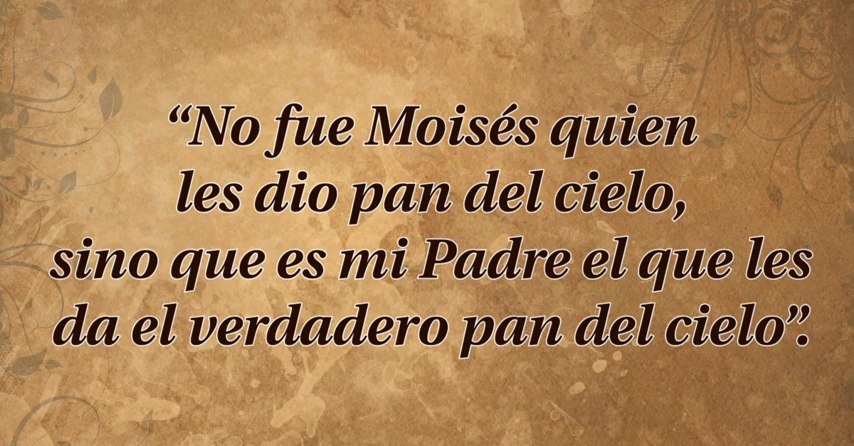 “No fue Moisés quien
les dio pan del cielo,
sino que es mi Padre el que les
da el verdadero pan del cielo”.